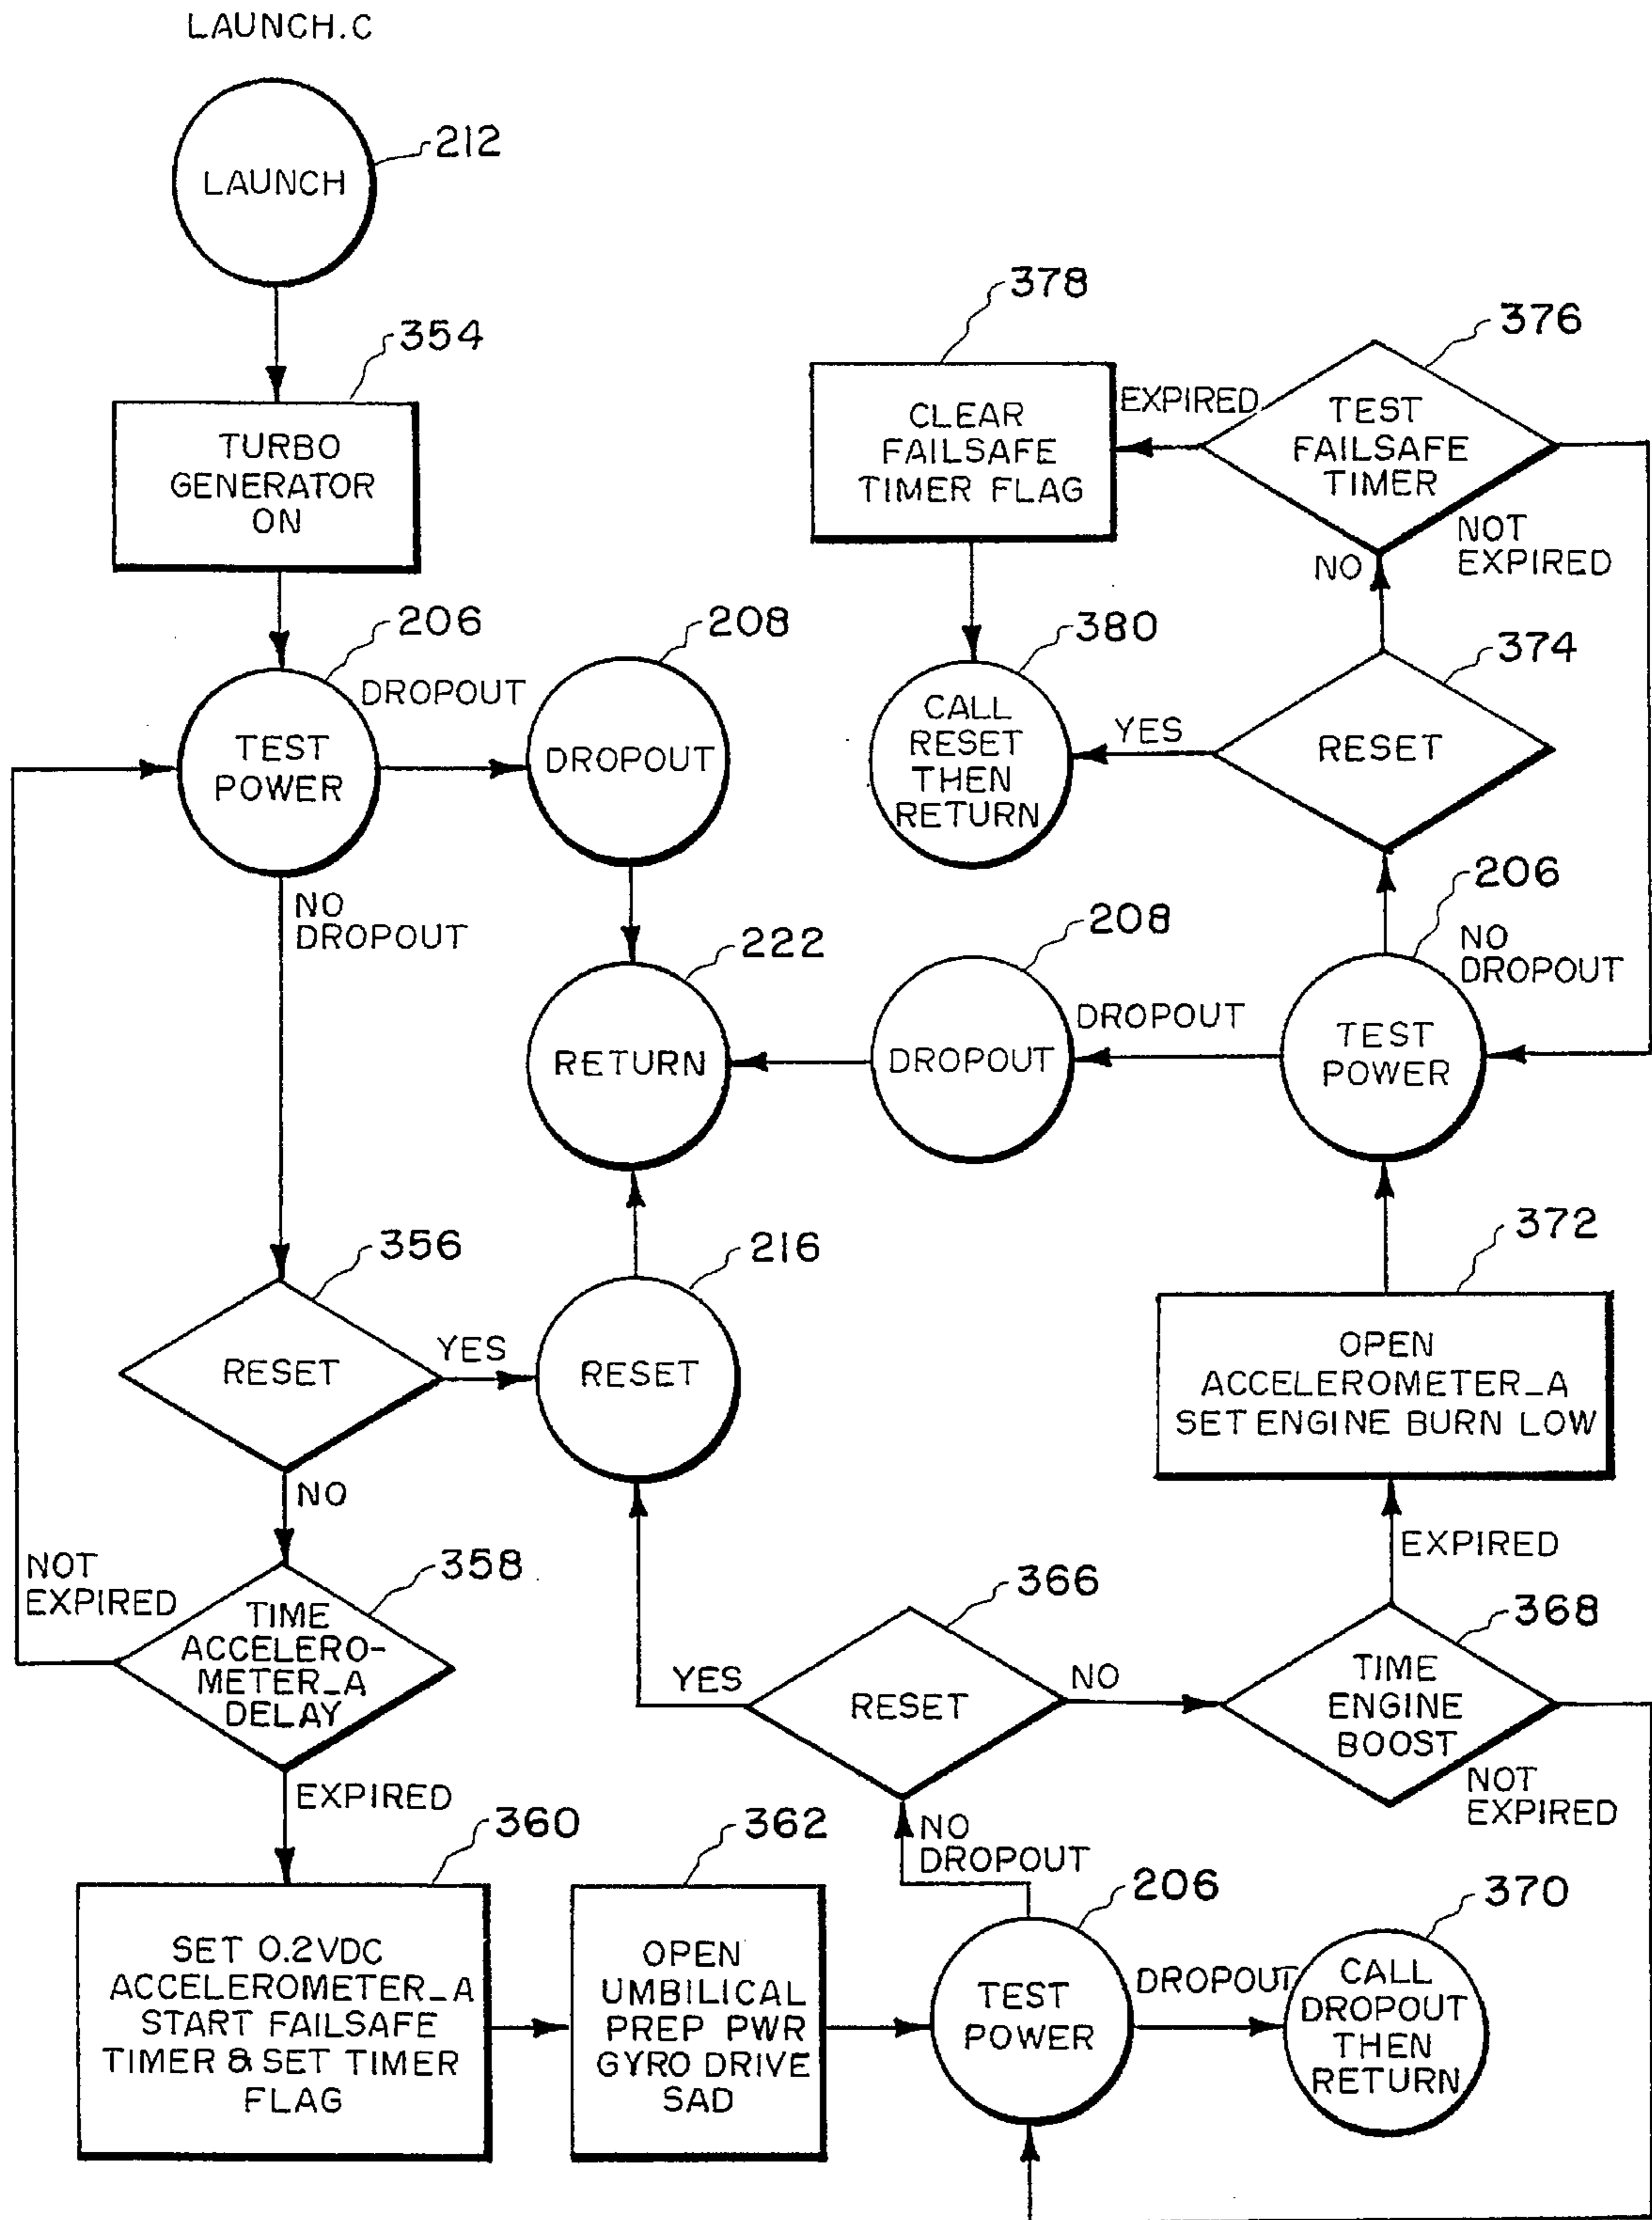 LAUNCH.C
LAUNCH
212
354
TURBO
GENERATOR
ON
206
TEST
POWER
DROPOUT
208
DROPOUT
NO
DROPOUT
222
RETURN
356
RESET
YES
216
RESET
NO
358
TIME
ACCELERO-
METER_A
DELAY
NOT
EXPIRED
EXPIRED
360
SET 0.2VDC
ACCELEROMETER_A
START FAILSAFE
TIMER & SET TIMER
FLAG
362
OPEN
UMBILICAL
PREP PWR
GYRO DRIVE
SAD
206
TEST
POWER
DROPOUT
370
CALL
DROPOUT
THEN
RETURN
NO
DROPOUT
366
RESET
YES
NO
368
TIME
ENGINE
BOOST
NOT
EXPIRED
EXPIRED
372
OPEN
ACCELEROMETER_A
SET ENGINE BURN LOW
206
TEST
POWER
DROPOUT
208
DROPOUT
NO
DROPOUT
374
RESET
YES
380
CALL
RESET
THEN
RETURN
NO
376
TEST
FAILSAFE
TIMER
NOT
EXPIRED
EXPIRED
378
CLEAR
FAILSAFE
TIMER FLAG